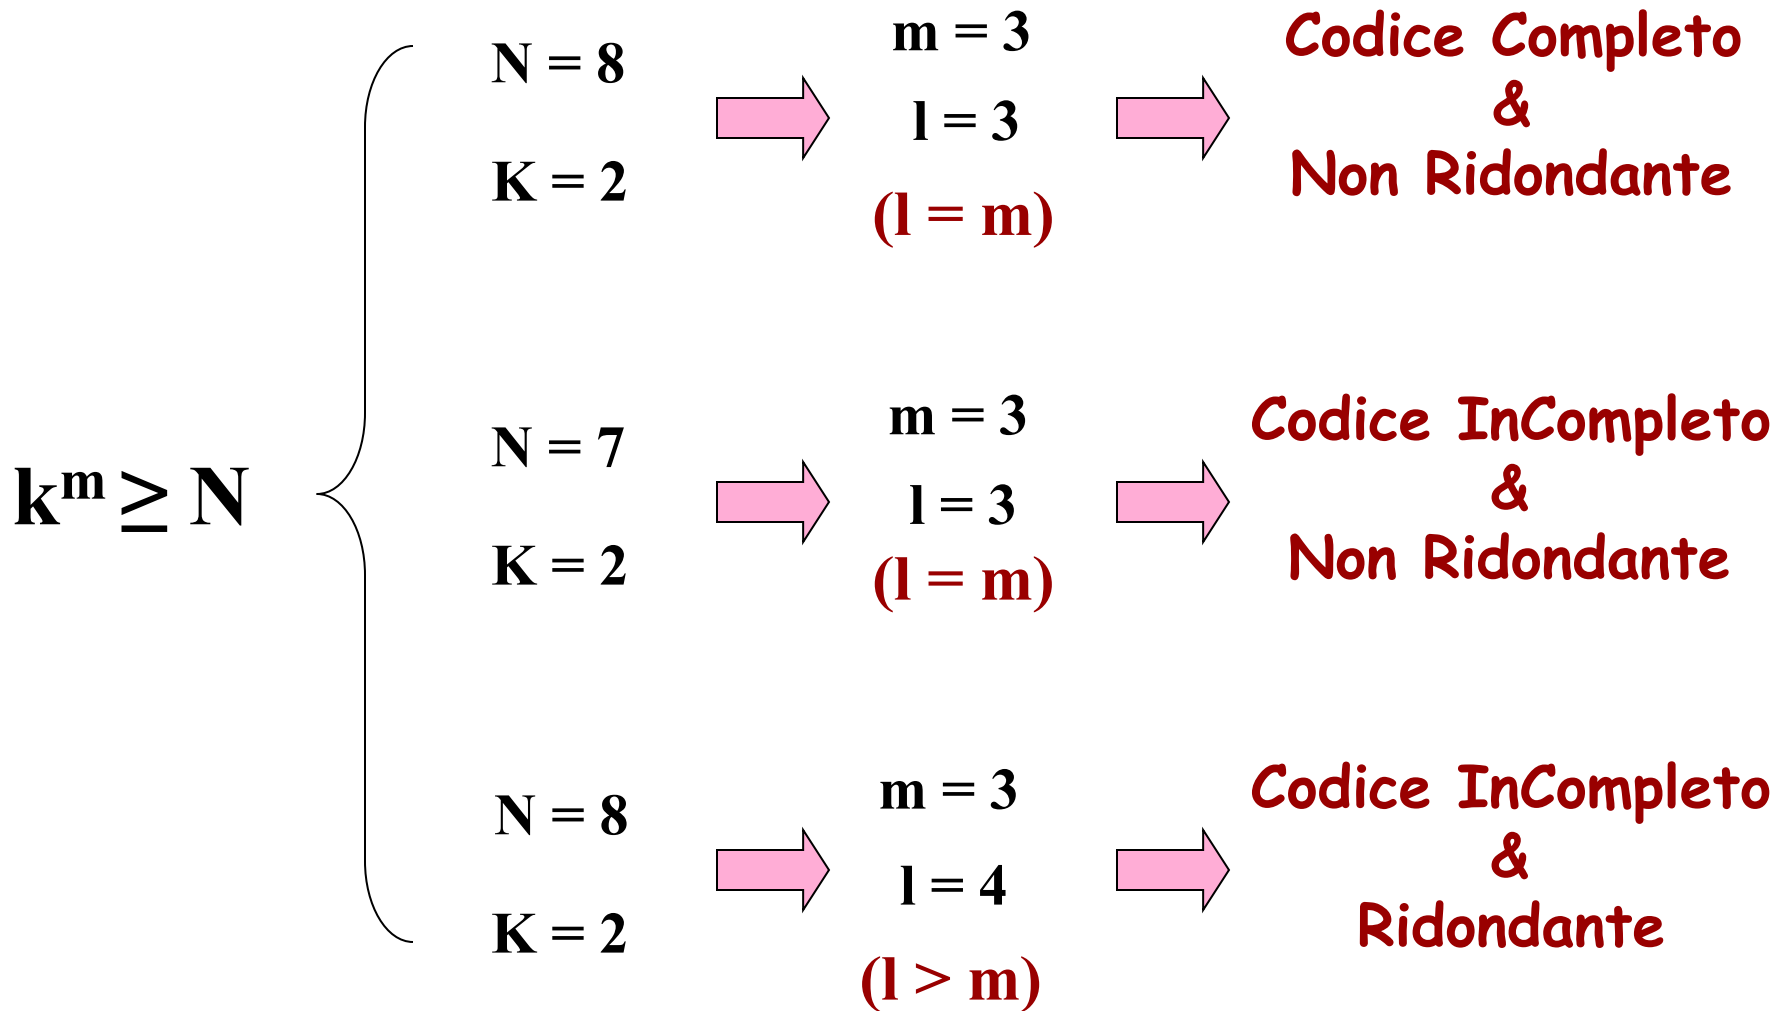 k^m ≥ N
N = 8
K = 2
m = 3
l = 3
(l = m)
Codice Completo
&
Non Ridondante
N = 7
K = 2
m = 3
l = 3
(l = m)
Codice InCompleto
&
Non Ridondante
N = 8
K = 2
m = 3
l = 4
(l > m)
Codice InCompleto
&
Ridondante